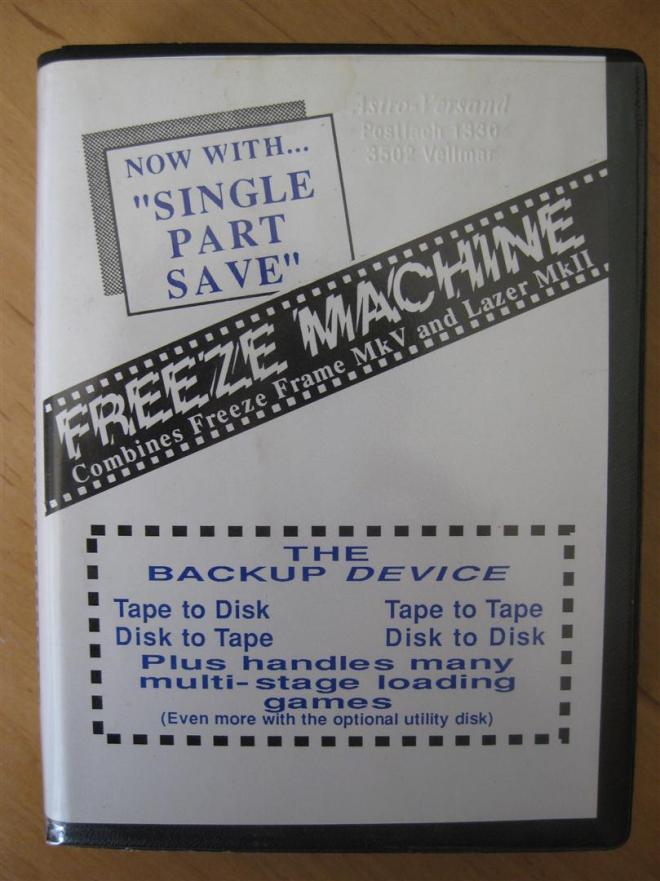 Astro-Versand
Postfach 1330
3502 Vellmar
NOW WITH...
"SINGLE
PART
SAVE"
FREEZE MACHINE
Combines Freeze Frame MkV and Lazer MkII
THE
BACKUP DEVICE
Tape to Disk Tape to Tape
Disk to Tape Disk to Disk
Plus handles many
multi-stage loading
games
(Even more with the optional utility disk)